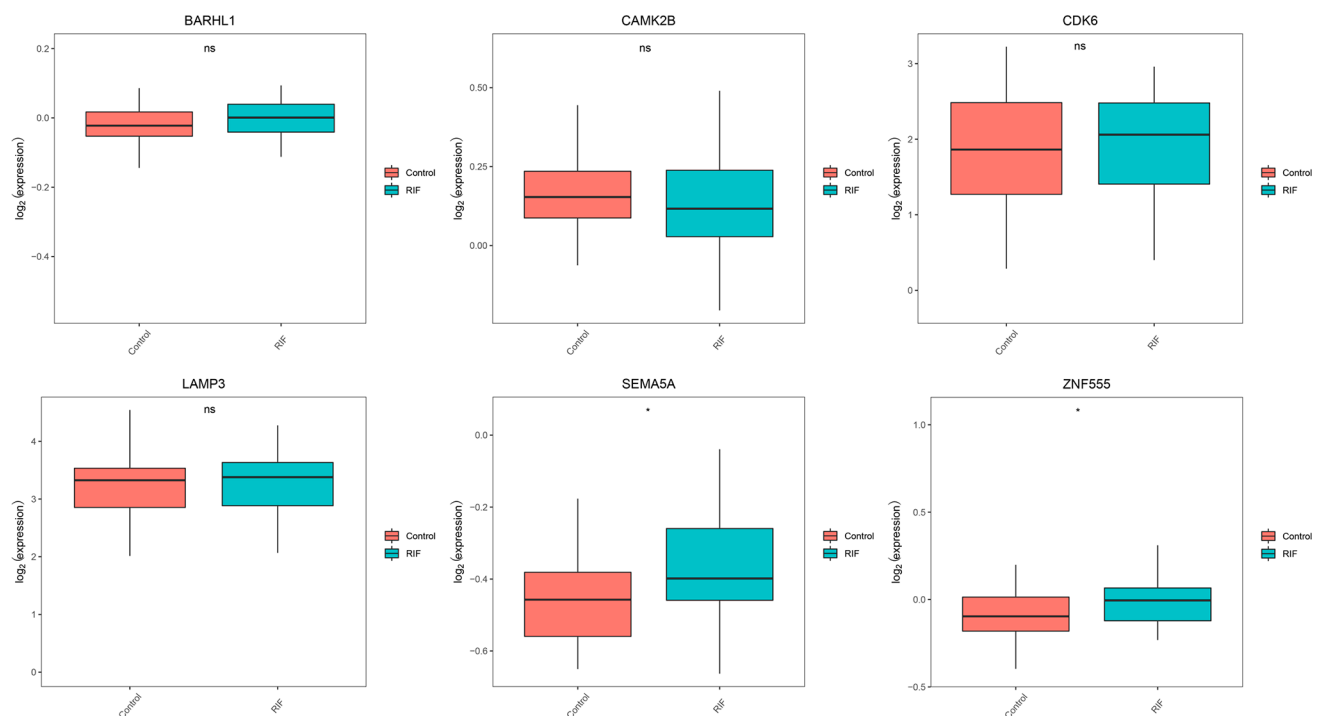 BARHL1
ns
0.2
0.0
−0.2
−0.4
log2(expression)
Control
RIF
Control
RIF
CAMK2B
ns
0.50
0.25
0.00
log2(expression)
Control
RIF
Control
RIF
CDK6
ns
3
2
1
0
log2(expression)
Control
RIF
Control
RIF
LAMP3
ns
4
3
2
1
0
log2(expression)
Control
RIF
Control
RIF
SEMA5A
*
0.0
−0.2
−0.4
−0.6
log2(expression)
Control
RIF
Control
RIF
ZNF555
*
1.0
0.5
0.0
−0.5
log2(expression)
Control
RIF
Control
RIF